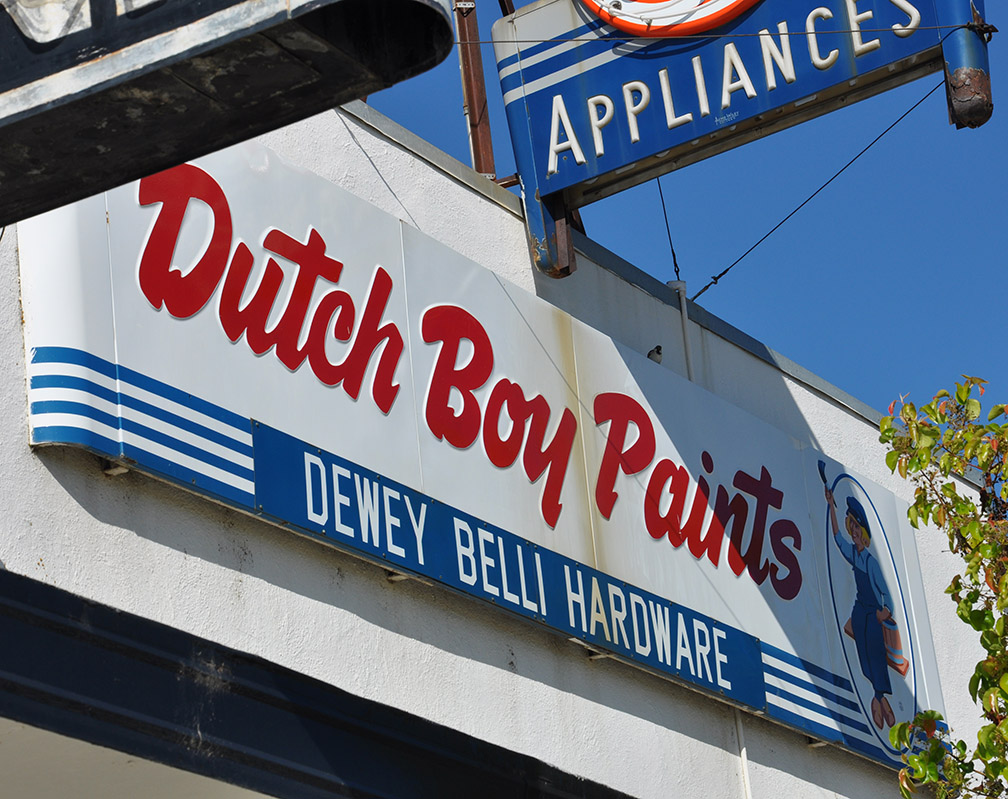 APPLIANCES
Dutch Boy Paints
DEWEY BELLI HARDWARE